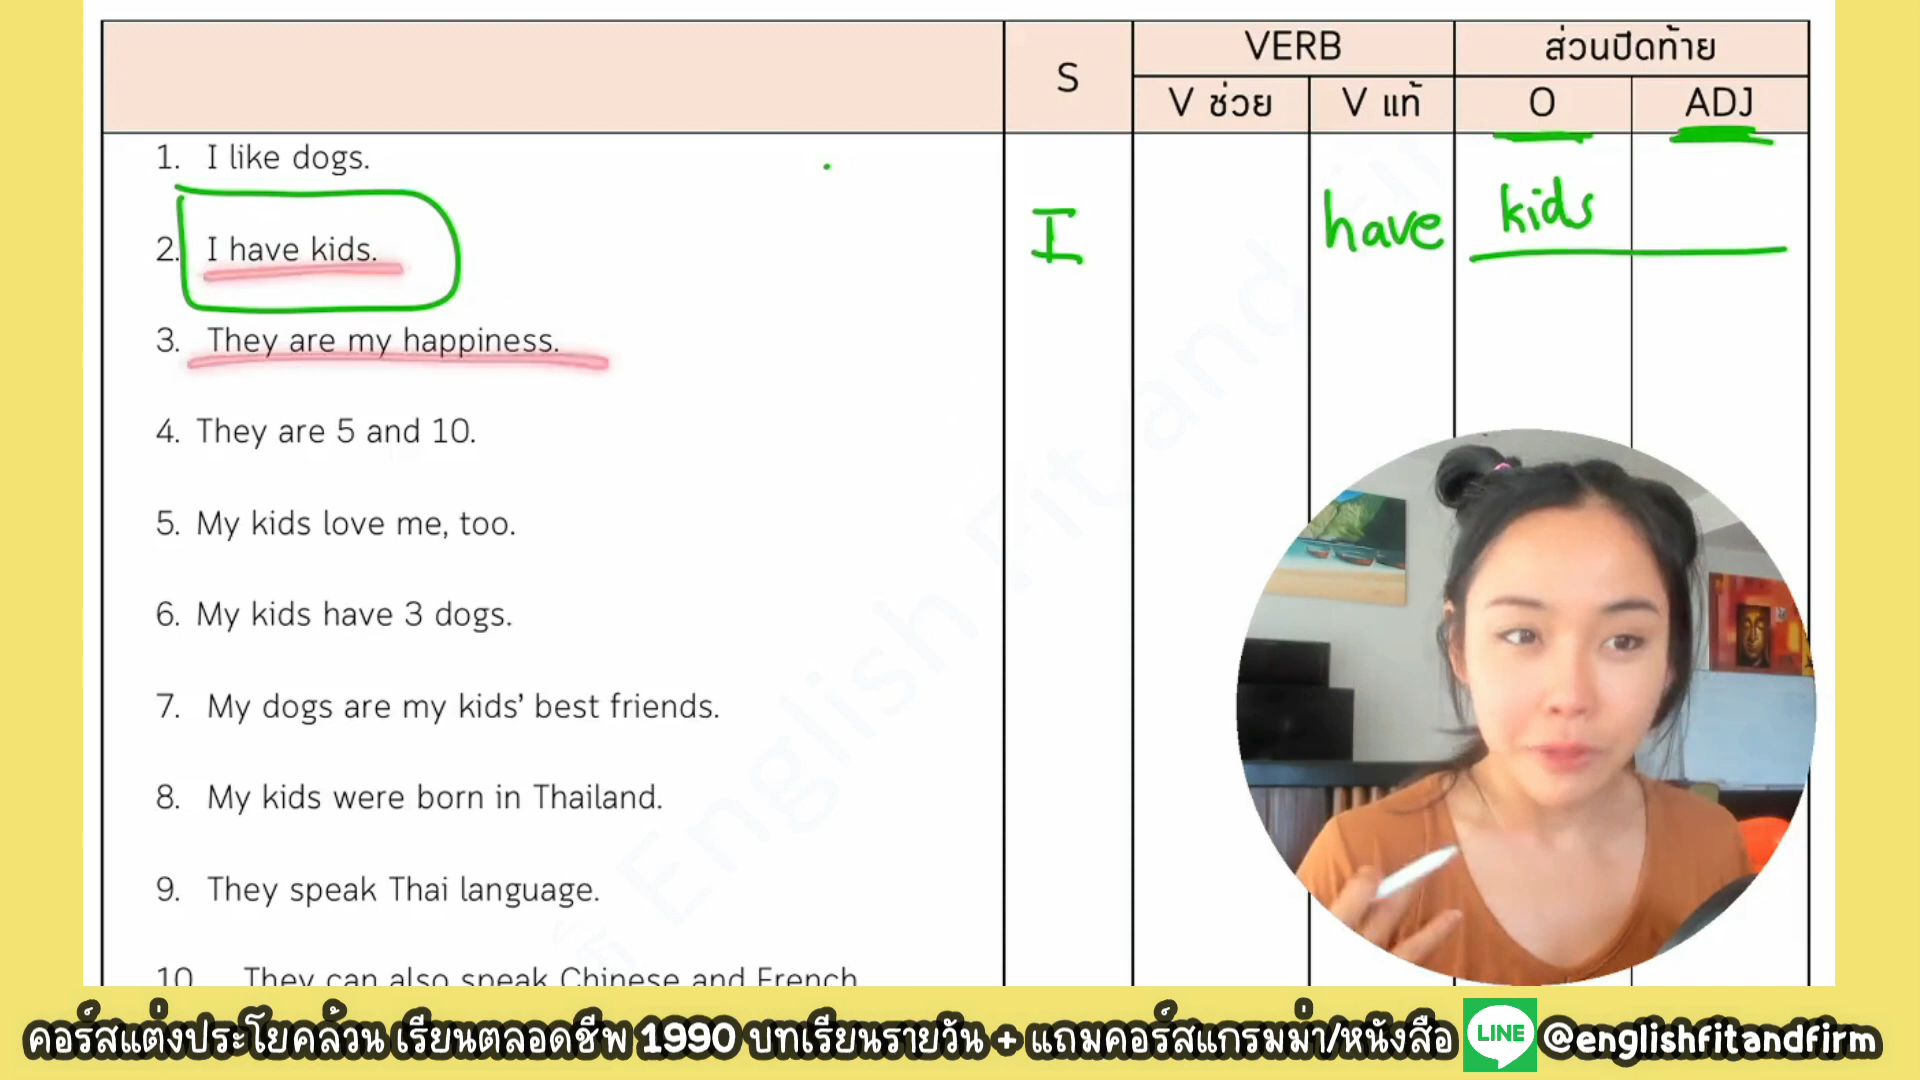 S
VERB
ส่วนปิดท้าย
V ช่วย
V แท้
O
ADJ
1. I like dogs.
2. I have kids.
I
have
kids
3. They are my happiness.
4. They are 5 and 10.
5. My kids love me, too.
6. My kids have 3 dogs.
7. My dogs are my kids’ best friends.
8. My kids were born in Thailand.
9. They speak Thai language.
10. They can also speak Chinese and French
English Fit and Fir
คอร์สแต่งประโยคล้วน เรียนตลอดชีพ 1990 บทเรียนรายวัน + แถมคอร์สแกรมม่า/หนังสือ LINE @englishfitandfirm